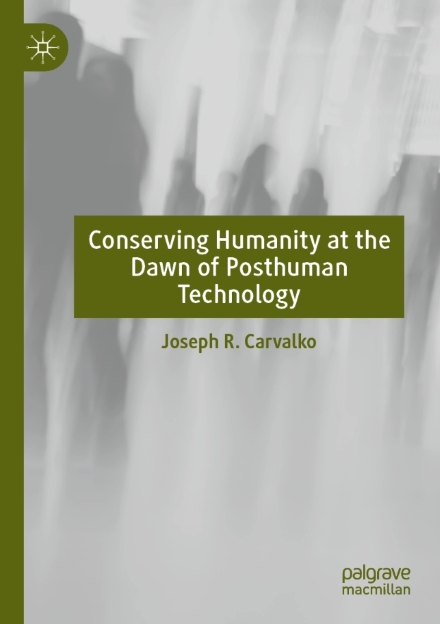 Conserving Humanity at the
Dawn of Posthuman
Technology
Joseph R. Carvalko
palgrave
macmillan